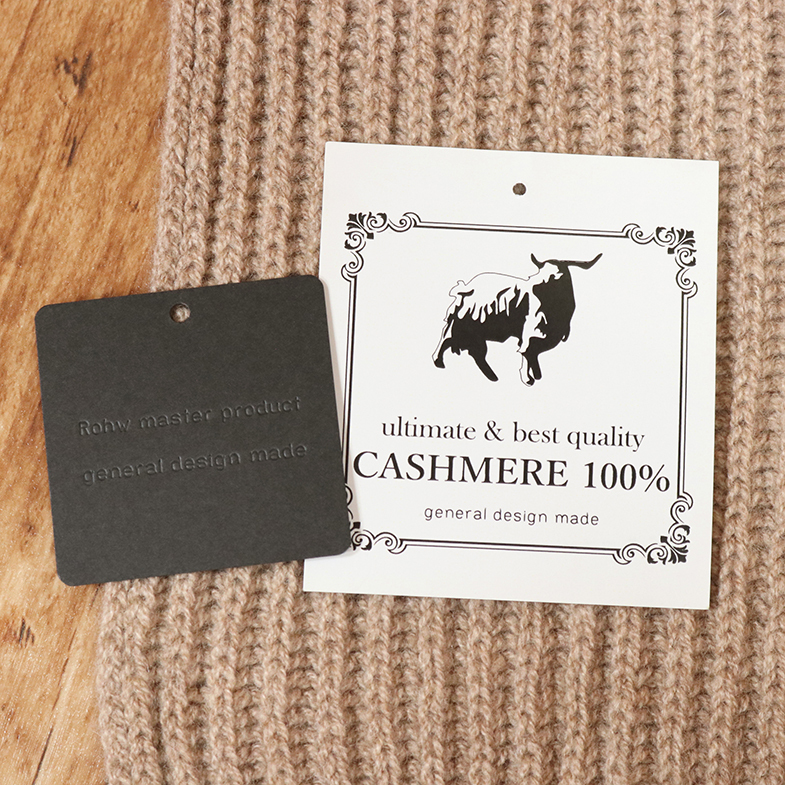 Rohw master product
general design made
ultimate & best quality
CASHMERE 100%
general design made